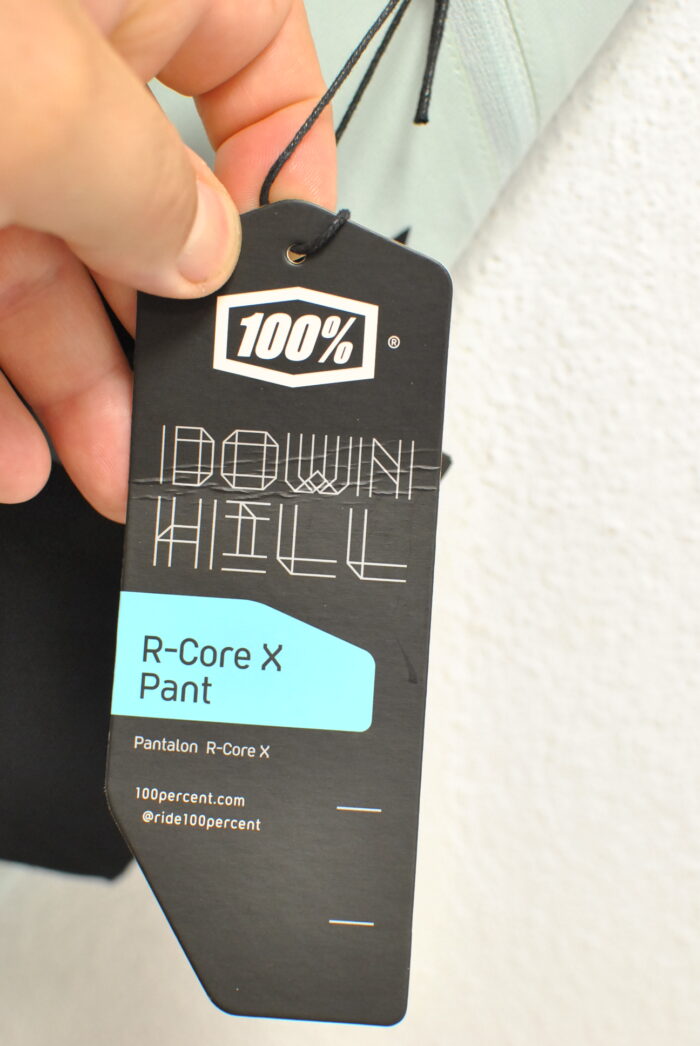 100%®
DOWN
HILL
R-Core X
Pant
Pantalon R-Core X
100percent.com
@ride100percent